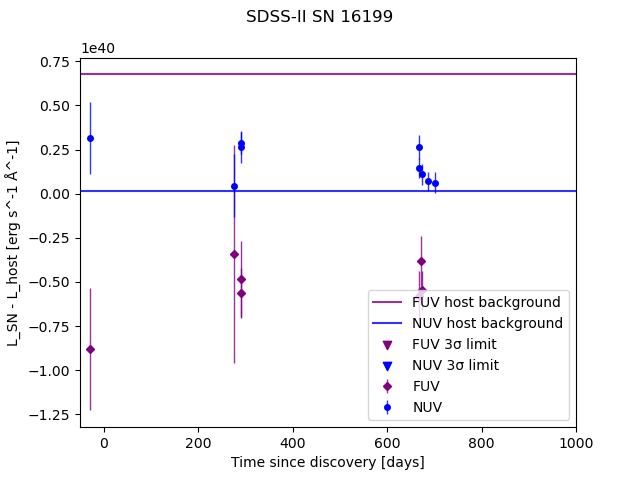 SDSS-II SN 16199
1e40
L_SN - L_host [erg s^-1 Å^-1]
0.75
0.50
0.25
0.00
−0.25
−0.50
−0.75
−1.00
−1.25
FUV host background
NUV host background
FUV 3σ limit
NUV 3σ limit
FUV
NUV
0
200
400
600
800
1000
Time since discovery [days]